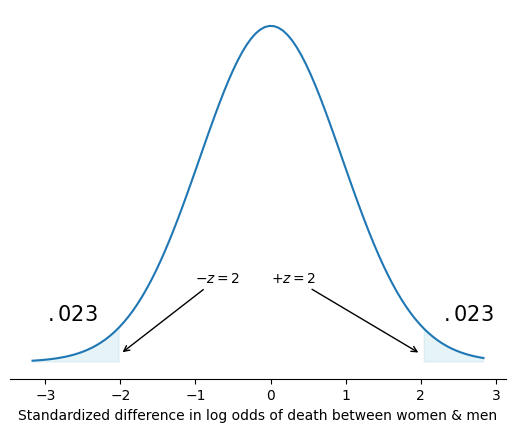 −z = 2
+z = 2
.023
.023
−3 −2 −1 0 1 2 3
Standardized difference in log odds of death between women & men